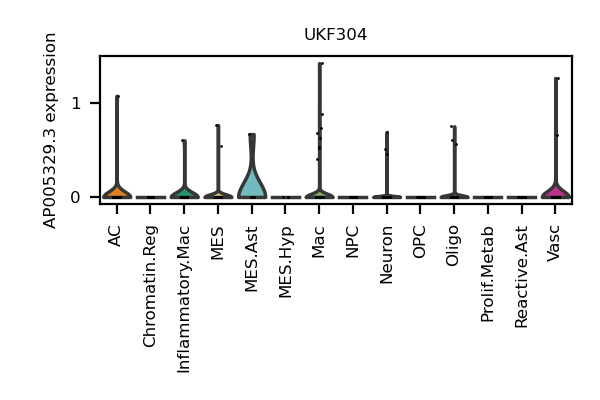 UKF304
AP005329.3 expression
1
0
AC
Chromatin.Reg
Inflammatory.Mac
MES
MES.Ast
MES.Hyp
Mac
NPC
Neuron
OPC
Oligo
Prolif.Metab
Reactive.Ast
Vasc